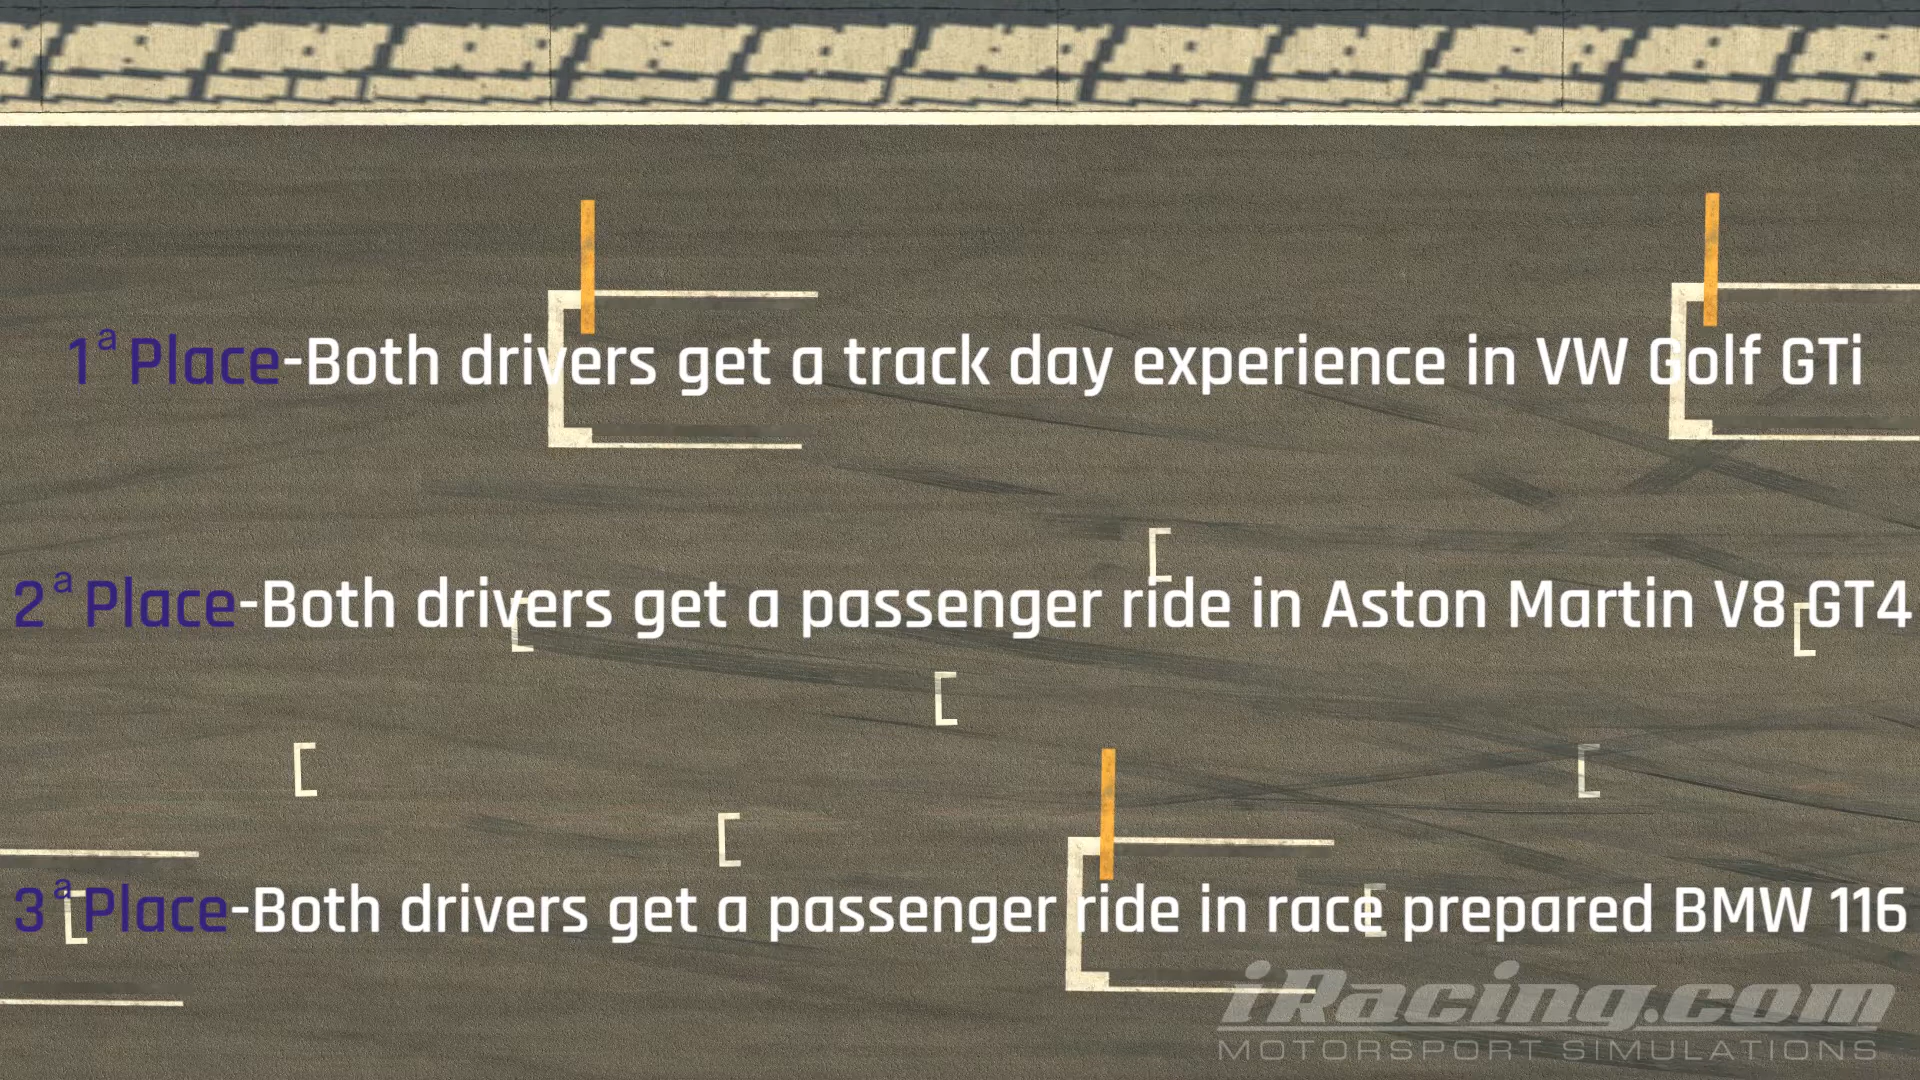 1ª Place-Both drivers get a track day experience in VW Golf GTi
2ª Place-Both drivers get a passenger ride in Aston Martin V8 GT4
3ª Place-Both drivers get a passenger ride in race prepared BMW 116
iRacing.com
MOTORSPORT SIMULATIONS